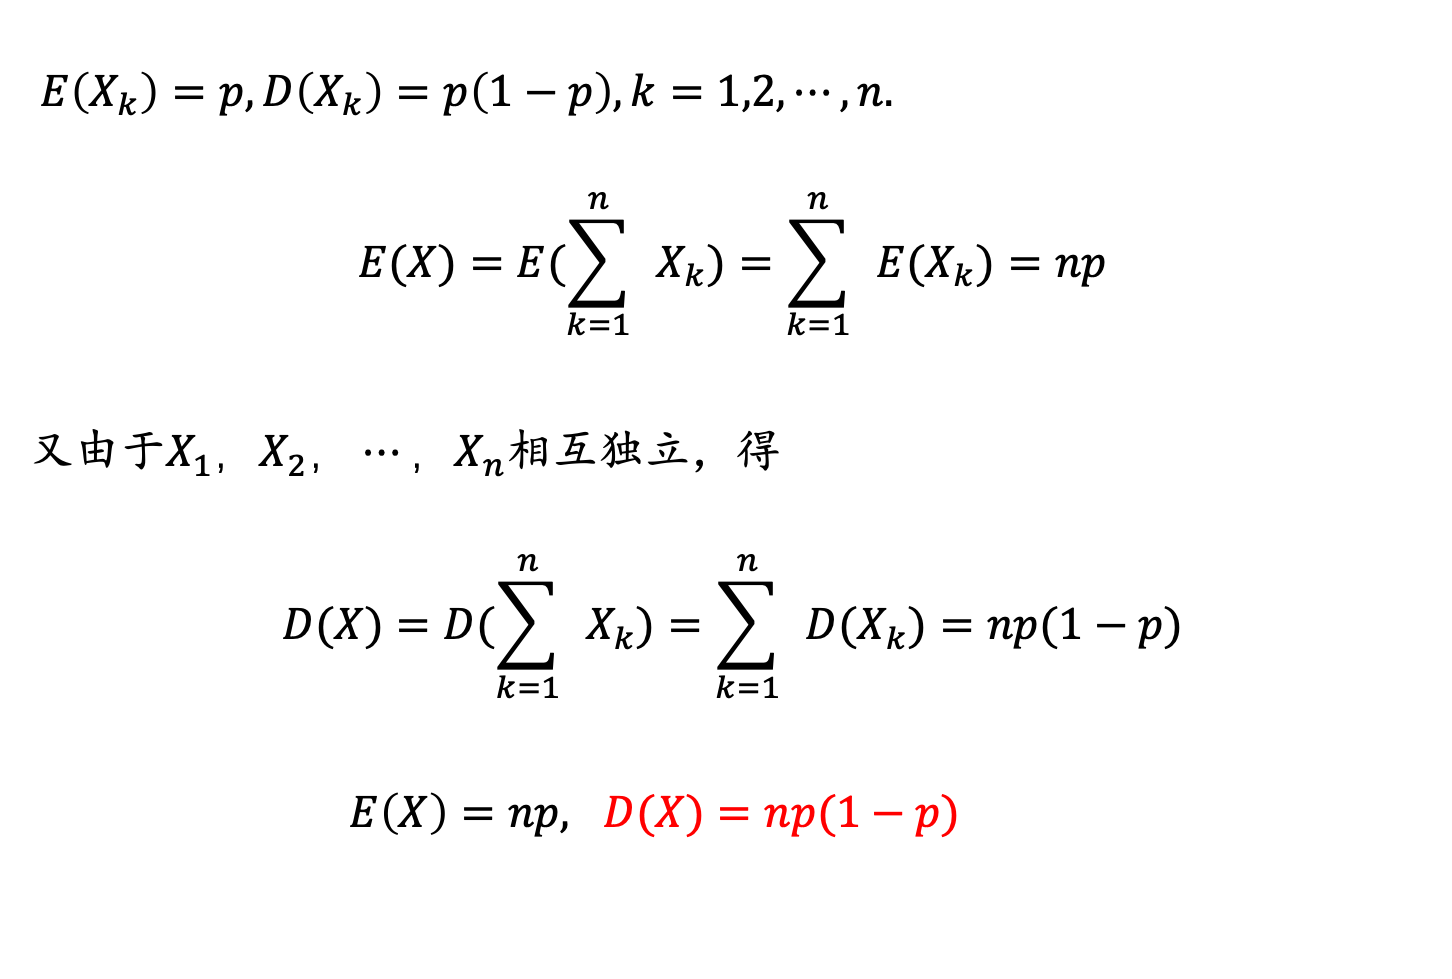 E(X_k) = p, D(X_k) = p(1 − p), k = 1,2, ⋯ , n.
E(X) = E(∑_{k=1}^{n} X_k) = ∑_{k=1}^{n} E(X_k) = np
又由于X_1，X_2，⋯，X_n相互独立，得
D(X) = D(∑_{k=1}^{n} X_k) = ∑_{k=1}^{n} D(X_k) = np(1 − p)
E(X) = np, D(X) = np(1 − p)